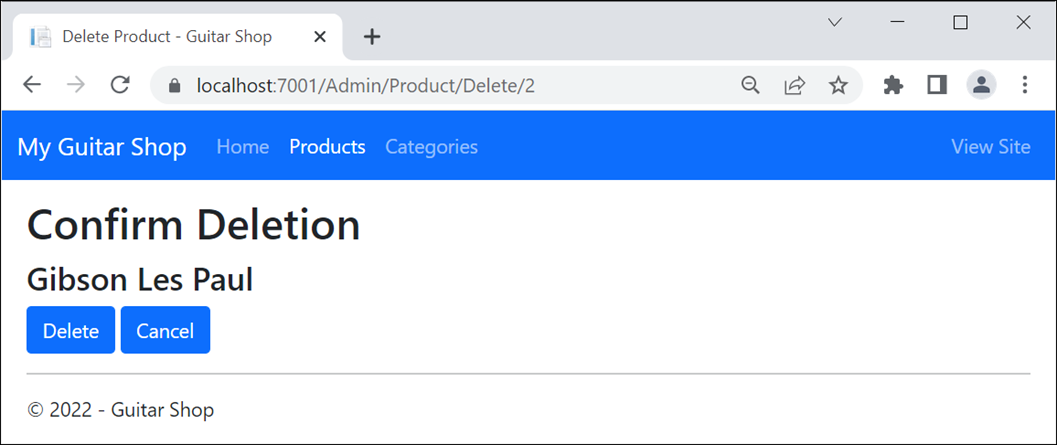 Delete Product - Guitar Shop
localhost:7001/Admin/Product/Delete/2
My Guitar Shop Home Products Categories View Site
Confirm Deletion
Gibson Les Paul
Delete Cancel
© 2022 - Guitar Shop